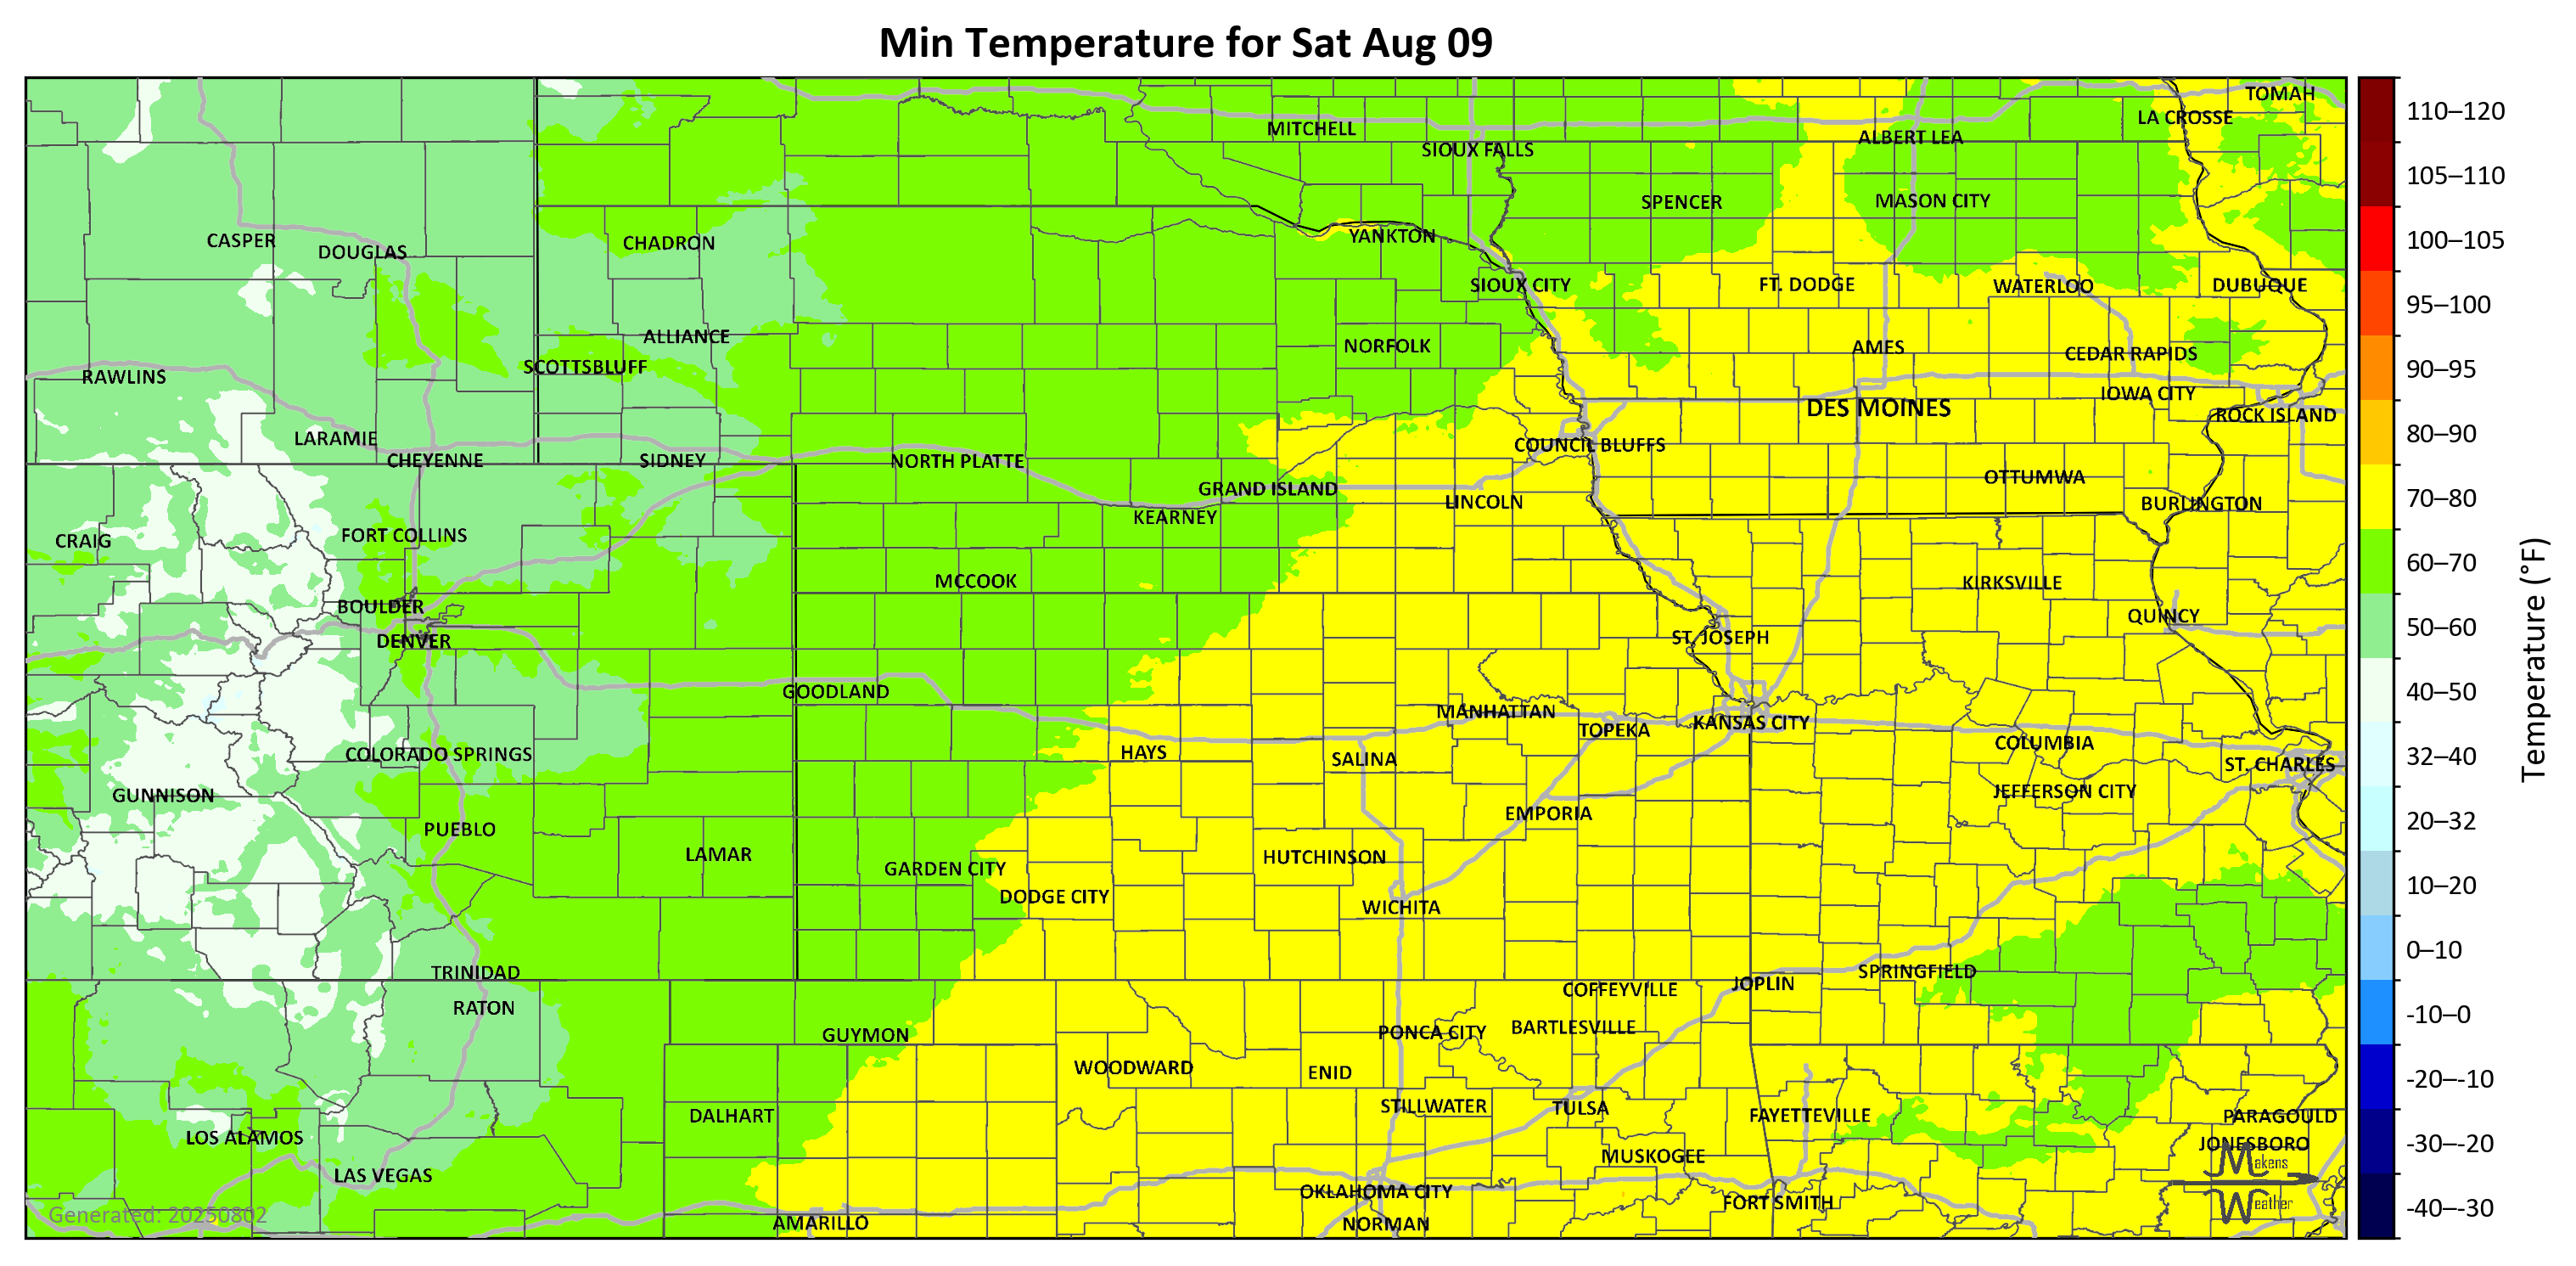 Min Temperature for Sat Aug 09
TOMAH
LA CROSSE
MITCHELL
ALBERT LEA
SIOUX FALLS
SPENCER
MASON CITY
CASPER
DOUGLAS
CHADRON
YANKTON
SIOUX CITY
FT. DODGE
WATERLOO
DUBUQUE
ALLIANCE
NORFOLK
AMES
CEDAR RAPIDS
SCOTTSBLUFF
RAWLINS
IOWA CITY
DES MOINES
ROCK ISLAND
LARAMIE
COUNCIL BLUFFS
CHEYENNE
SIDNEY
NORTH PLATTE
OTTUMWA
GRAND ISLAND
LINCOLN
BURLINGTON
KEARNEY
FORT COLLINS
CRAIG
MCCOOK
KIRKSVILLE
BOULDER
QUINCY
DENVER
ST. JOSEPH
GOODLAND
MANHATTAN
KANSAS CITY
TOPEKA
COLUMBIA
COLORADO SPRINGS
HAYS
SALINA
ST. CHARLES
GUNNISON
JEFFERSON CITY
EMPORIA
PUEBLO
LAMAR
HUTCHINSON
GARDEN CITY
DODGE CITY
WICHITA
TRINIDAD
SPRINGFIELD
JOPLIN
COFFEYVILLE
RATON
GUYMON
PONCA CITY
BARTLESVILLE
WOODWARD
ENID
STILLWATER
TULSA
DALHART
FAYETTEVILLE
PARAGOULD
LOS ALAMOS
JONESBORO
MUSKOGEE
LAS VEGAS
OKLAHOMA CITY
FORT SMITH
AMARILLO
NORMAN
Generated: 20250802
Makens
Weather
110–120
105–110
100–105
95–100
90–95
80–90
70–80
60–70
50–60
40–50
32–40
20–32
10–20
0–10
-10–0
-20–-10
-30–-20
-40–-30
Temperature (°F)